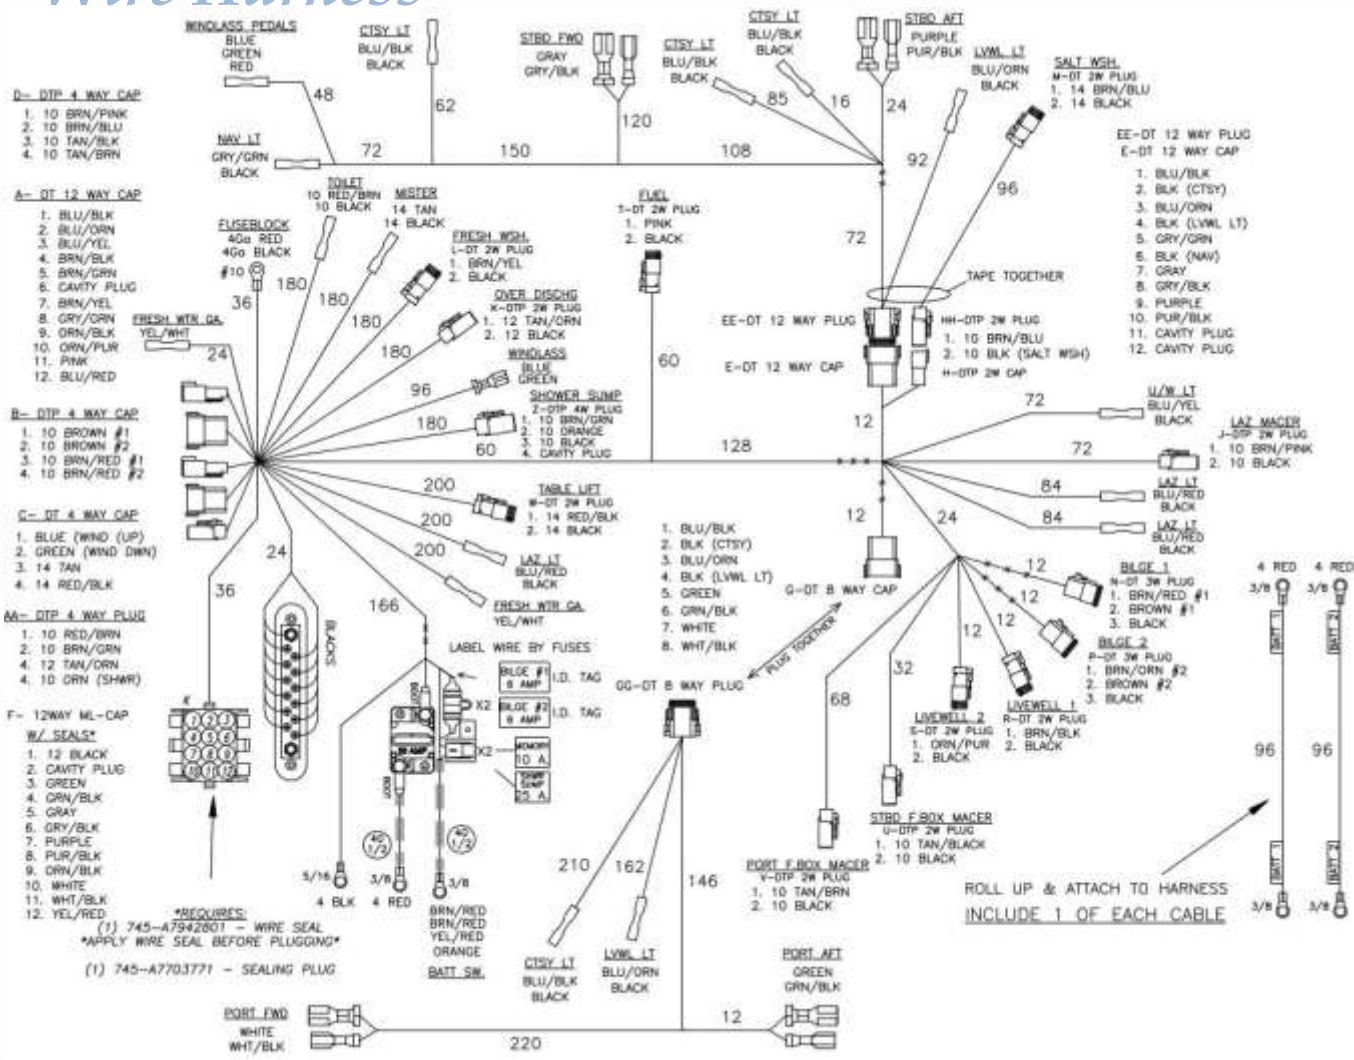 Wire Harness
WINDLASS PEDALS
BLUE
GREEN
RED
48
CTSY LT
BLU/BLK
BLACK
62
STBD FWD
GRAY
GRY/BLK
120
CTSY LT
BLU/BLK
BLACK
85
CTSY LT
BLU/BLK
BLACK
16
STBD AFT
PURPLE
PUR/BLK
24
LVWL LT
BLU/ORN
BLACK
92
SALT WSH.
M-DT 2W PLUG
1. 14 BRN/BLU
2. 14 BLACK
96
NAV LT
GRY/GRN
BLACK
72
150
108
72
D- DTP 4 WAY CAP
1. 10 BRN/PINK
2. 10 BRN/BLU
3. 10 TAN/BLK
4. 10 TAN/BRN
A- DT 12 WAY CAP
1. BLU/BLK
2. BLU/ORN
3. BLU/YEL
4. BRN/BLK
5. BRN/GRN
6. CAVITY PLUG
7. BRN/YEL
8. GRY/GRN
9. ORN/BLK
10. ORN/PUR
11. PINK
12. BLU/RED
B- DTP 4 WAY CAP
1. 10 BROWN #1
2. 10 BROWN #2
3. 10 BRN/RED #1
4. 10 BRN/RED #2
C- DT 4 WAY CAP
1. BLUE (WIND (UP)
2. GREEN (WIND DWN)
3. 14 TAN
4. 14 RED/BLK
AA- DTP 4 WAY PLUG
1. 10 RED/BRN
2. 10 BRN/GRN
4. 12 TAN/ORN
4. 10 ORN (SHWR)
F- 12WAY ML-CAP
W/ SEALS*
1. 12 BLACK
2. CAVITY PLUG
3. GREEN
4. GRN/BLK
5. GRAY
6. GRY/BLK
7. PURPLE
8. PUR/BLK
9. ORN/BLK
10. WHITE
11. WHT/BLK
12. YEL/RED
FUSEBLOCK
4Ga RED
4Ga BLACK
#10
36
TOILET
10 RED/BRN
10 BLACK
180
MISTER
14 TAN
14 BLACK
180
FRESH WSH.
L-DT 2W PLUG
1. BRN/YEL
2. BLACK
180
OVER DISCHG
K-DTP 2W PLUG
1. 12 TAN/ORN
2. 12 BLACK
180
WINDLASS
BLUE
GREEN
96
SHOWER SUMP
Z-DTP 4W PLUG
1. 10 BRN/GRN
2. 10 ORANGE
3. 10 BLACK
4. CAVITY PLUG
180
FRESH WTR GA.
YEL/WHT
24
60
128
FUEL
T-DT 2W PLUG
1. PINK
2. BLACK
60
EE-DT 12 WAY PLUG
E-DT 12 WAY CAP
1. BLU/BLK
2. BLK (CTSY)
3. BLU/ORN
4. BLK (LVWL LT)
5. GRY/GRN
6. BLK (NAV)
7. GRAY
8. GRY/BLK
9. PURPLE
10. PUR/BLK
11. CAVITY PLUG
12. CAVITY PLUG
TAPE TOGETHER
EE-DT 12 WAY PLUG
E-DT 12 WAY CAP
HH-DTP 2W PLUG
1. 10 BRN/BLU
2. 10 BLK (SALT WSH)
H-DTP 2W CAP
12
72
U/W LT
BLU/YEL
BLACK
72
LAZ MACER
J-DTP 2W PLUG
1. 10 BRN/PINK
2. 10 BLACK
84
LAZ LT
BLU/RED
BLACK
84
LAZ LT
BLU/RED
BLACK
200
TABLE LIFT
W-DT 2W PLUG
1. 14 RED/BLK
2. 14 BLACK
200
LAZ LT
BLU/RED
BLACK
200
FRESH WTR GA.
YEL/WHT
12
G-DT 8 WAY CAP
24
1. BLU/BLK
2. BLK (CTSY)
3. BLU/ORN
4. BLK (LVWL LT)
5. GREEN
6. GRN/BLK
7. WHITE
8. WHT/BLK
PLUG TOGETHER
GG-DT 8 WAY PLUG
12
BILGE 1
N-DT 3W PLUG
1. BRN/RED #1
2. BROWN #1
3. BLACK
12
BILGE 2
P-DT 3W PLUG
1. BRN/ORN #2
2. BROWN #2
3. BLACK
12
LIVEWELL 1
R-DT 2W PLUG
1. BRN/BLK
2. BLACK
12
LIVEWELL 2
S-DT 2W PLUG
1. ORN/PUR
2. BLACK
32
STBD F.BOX MACER
U-DTP 2W PLUG
1. 10 TAN/BLACK
2. 10 BLACK
68
PORT F.BOX MACER
V-DTP 2W PLUG
1. 10 TAN/BRN
2. 10 BLACK
4 RED
3/8
BATT 1
96
BATT 1
3/8
4 RED
3/8
BATT 2
96
BATT 2
3/8
ROLL UP & ATTACH TO HARNESS
INCLUDE 1 OF EACH CABLE
36
24
BLACKS
166
K
1 2 3
4 5 6
7 8 9
10 11 12
LABEL WIRE BY FUSES
BILGE #1
6 AMP
I.D. TAG
BILGE #2
6 AMP
I.D. TAG
X2
X2
MEMORY
10 A.
SHWR
SUMP
25 A.
BOOT
50 AMP
BOOT
40
1/2
40
1/2
5/16
4 BLK
3/8
4 RED
3/8
BRN/RED
BRN/RED
YEL/RED
ORANGE
BATT SW.
*REQUIRES:
(1) 745-A7942801 - WIRE SEAL
*APPLY WIRE SEAL BEFORE PLUGGING*
(1) 745-A7703771 - SEALING PLUG
210
CTSY LT
BLU/BLK
BLACK
162
LVWL LT
BLU/ORN
BLACK
146
PORT AFT
GREEN
GRN/BLK
12
PORT FWD
WHITE
WHT/BLK
220